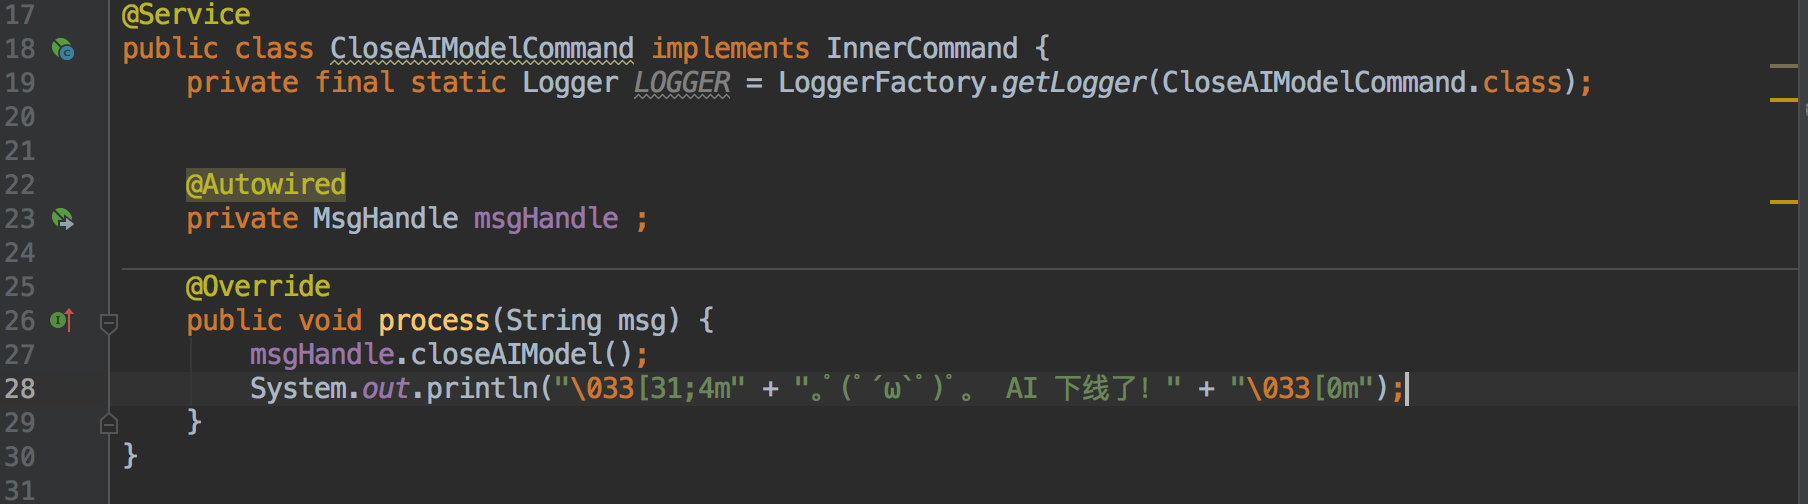 17 @Service
18 public class CloseAIModelCommand implements InnerCommand {
19     private final static Logger LOGGER = LoggerFactory.getLogger(CloseAIModelCommand.class);
20
21
22     @Autowired
23     private MsgHandle msgHandle ;
24
25     @Override
26     public void process(String msg) {
27         msgHandle.closeAIModel();
28         System.out.println("\033[31;4m" + "｡ﾟ(ﾟ´ω`ﾟ)ﾟ｡ AI 下线了！" + "\033[0m");
29     }
30 }
31